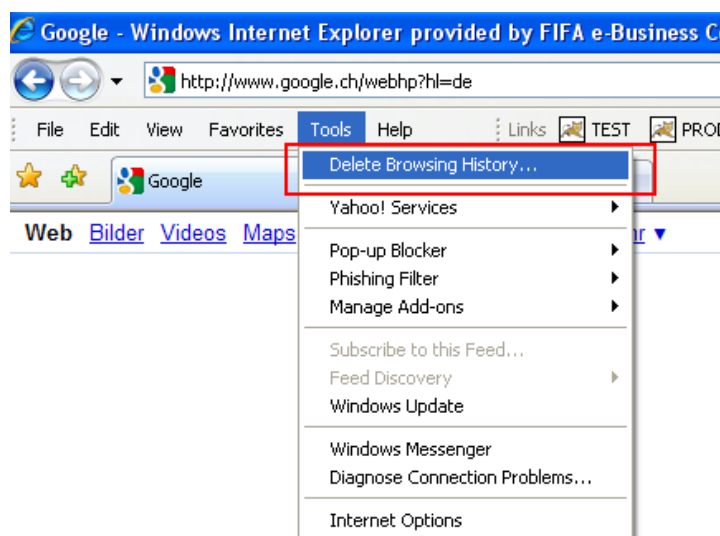 Google - Windows Internet Explorer provided by FIFA e-Business
http://www.google.ch/webhp?hl=de
File Edit View Favorites Tools Help Links TEST PROD
Google
Delete Browsing History...
Web Bilder Videos Maps
Yahoo! Services
Pop-up Blocker
Phishing Filter
Manage Add-ons
Subscribe to this Feed...
Feed Discovery
Windows Update
Windows Messenger
Diagnose Connection Problems...
Internet Options